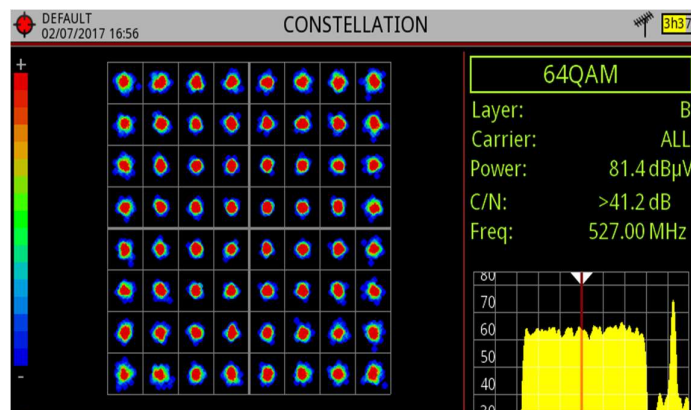 DEFAULT
02/07/2017 16:56
CONSTELLATION
3h37
+
-
64QAM
Layer: B
Carrier: ALL
Power: 81.4 dBµV
C/N: >41.2 dB
Freq: 527.00 MHz
80
70
60
50
40